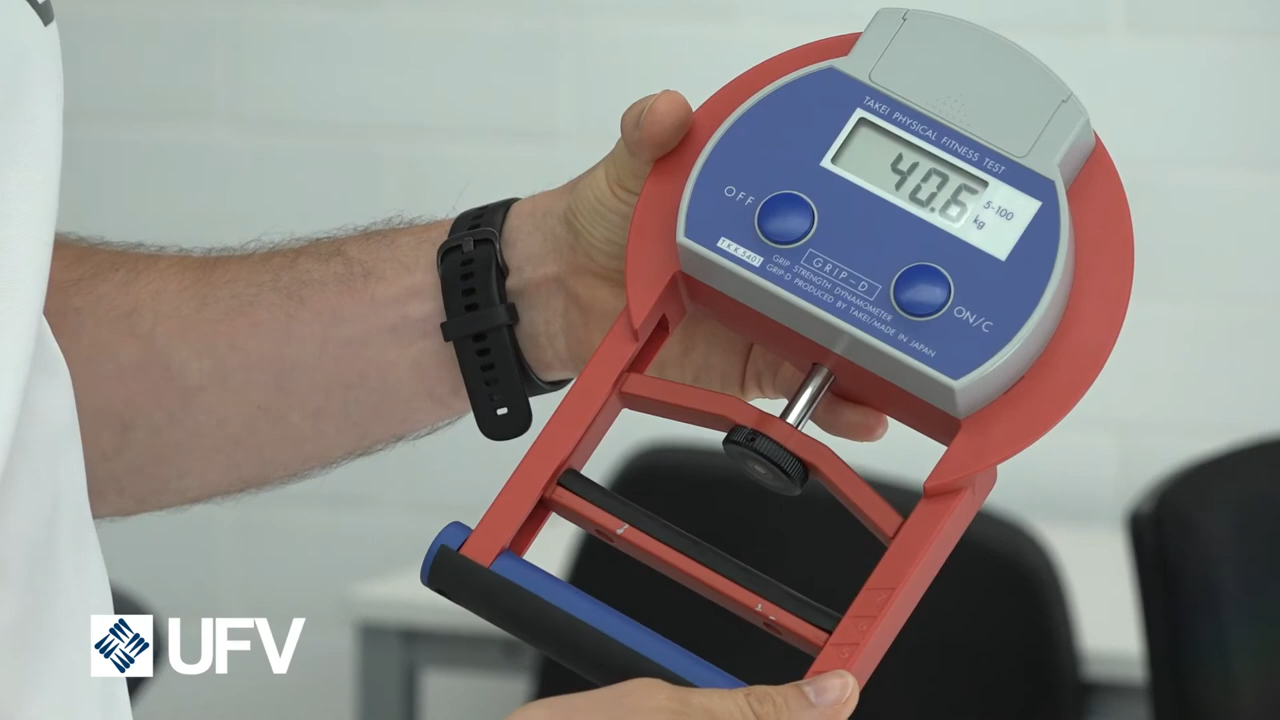 TAKEI PHYSICAL FITNESS TEST
40.6
5-100
kg
OFF
T.K.K.5401
GRIP-D
GRIP STRENGTH DYNAMOMETER
GRIP-D PRODUCED BY TAKEI/MADE IN JAPAN
ON/C
UFV